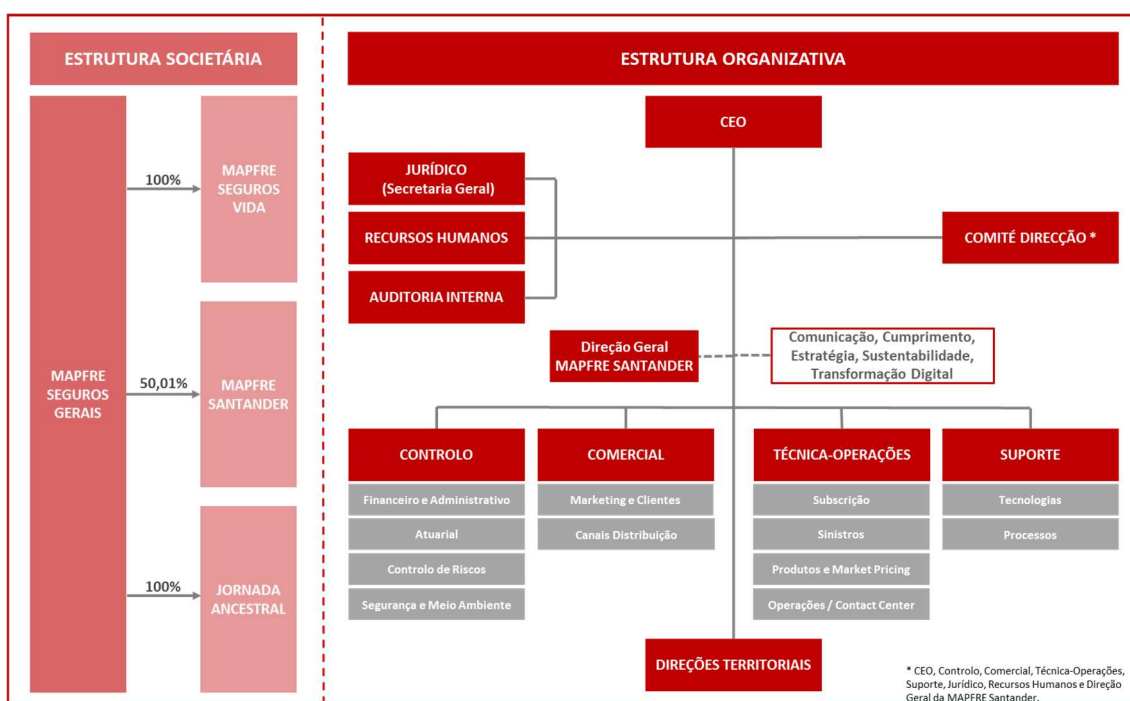 ESTRUTURA SOCIETÁRIA
MAPFRE
SEGUROS
GERAIS
100%
MAPFRE
SEGUROS
VIDA
50,01%
MAPFRE
SANTANDER
100%
JORNADA
ANCESTRAL
ESTRUTURA ORGANIZATIVA
CEO
JURÍDICO
(Secretaria Geral)
RECURSOS HUMANOS
AUDITORIA INTERNA
COMITÉ DIRECÇÃO *
Direção Geral
MAPFRE SANTANDER
Comunicação, Cumprimento,
Estratégia, Sustentabilidade,
Transformação Digital
CONTROLO
Financeiro e Administrativo
Atuarial
Controlo de Riscos
Segurança e Meio Ambiente
COMERCIAL
Marketing e Clientes
Canais Distribuição
TÉCNICA-OPERAÇÕES
Subscrição
Sinistros
Produtos e Market Pricing
Operações / Contact Center
SUPORTE
Tecnologias
Processos
DIREÇÕES TERRITORIAIS
* CEO, Controlo, Comercial, Técnica-Operações,
Suporte, Jurídico, Recursos Humanos e Direção
Geral da MAPFRE Santander.